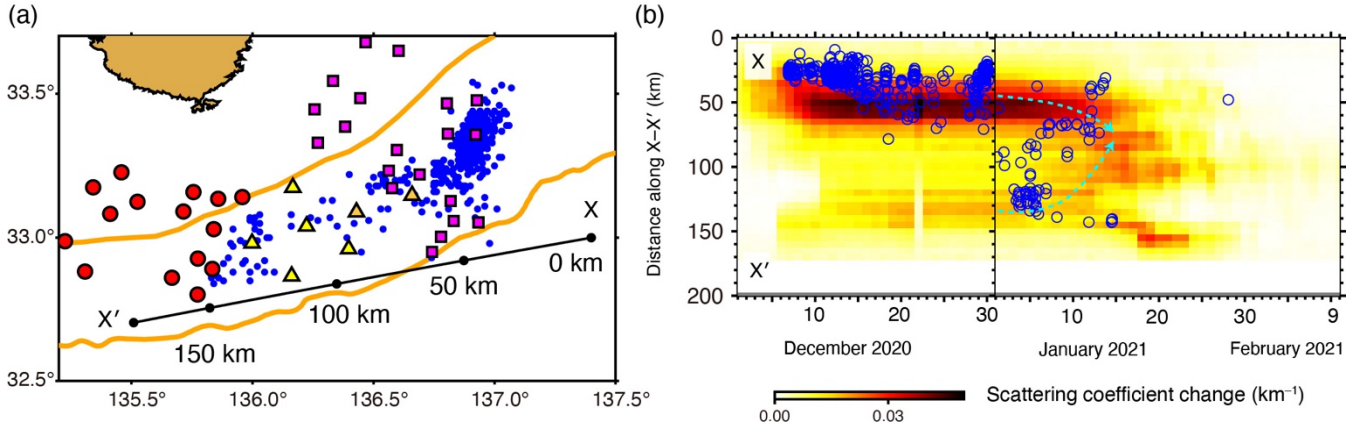 (a)
33.5°
33.0°
32.5°
135.5°
136.0°
136.5°
137.0°
137.5°
X
0 km
50 km
100 km
150 km
X′
(b)
Distance along X–X′ (km)
0
50
100
150
200
X
X′
10
20
30
10
20
30
9
December 2020
January 2021
February 2021
0.00
0.03
Scattering coefficient change (km⁻¹)